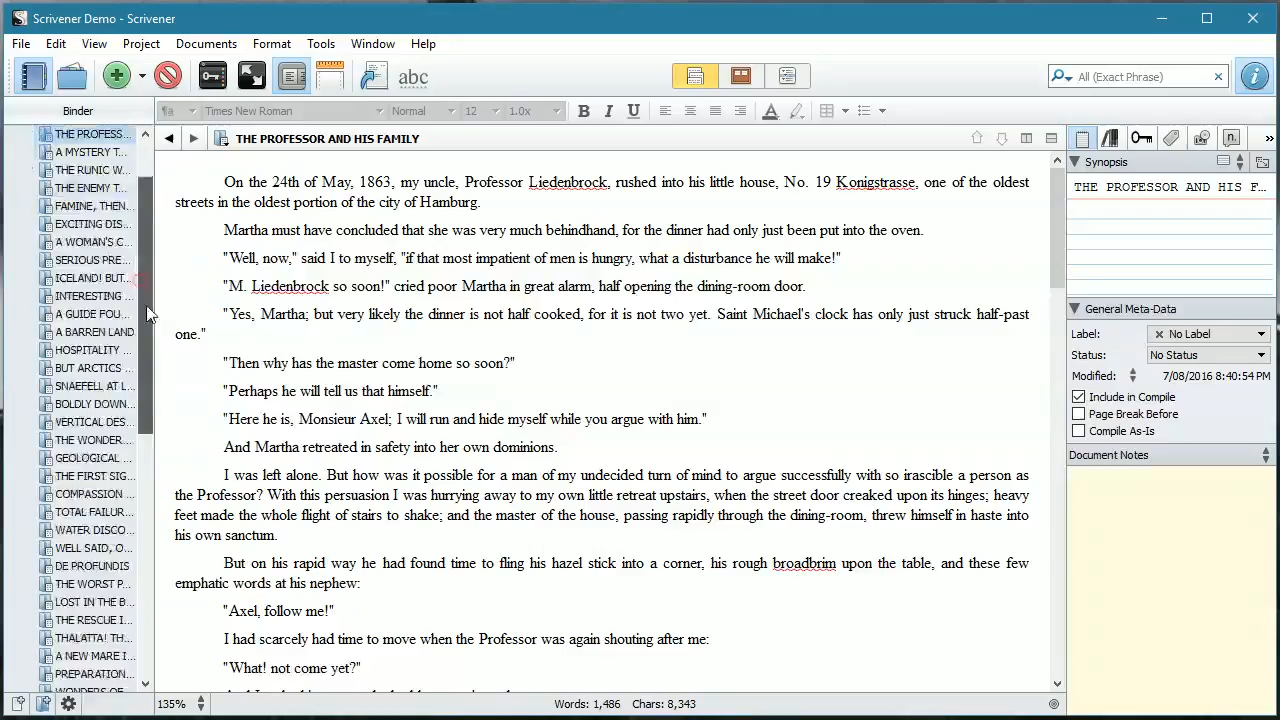 Scrivener Demo - Scrivener
File Edit View Project Documents Format Tools Window Help
abc
All (Exact Phrase)
Binder
Times New Roman Normal 12 1.0x B I U A
THE PROFESS...
A MYSTERY T...
THE RUNIC W...
THE ENEMY T...
FAMINE, THEN...
EXCITING DIS...
A WOMAN'S C...
SERIOUS PRE...
ICELAND! BUT...
INTERESTING ...
A GUIDE FOU...
A BARREN LAND
HOSPITALITY ...
BUT ARCTICS ...
SNAEFELL AT L...
BOLDLY DOWN...
VERTICAL DES...
THE WONDER...
GEOLOGICAL ...
THE FIRST SIG...
COMPASSION ...
TOTAL FAILUR...
WATER DISCO...
WELL SAID, O...
DE PROFUNDIS
THE WORST P...
LOST IN THE B...
THE RESCUE I...
THALATTA! TH...
A NEW MARE I...
PREPARATION...
WONDERS OF ...
THE PROFESSOR AND HIS FAMILY
On the 24th of May, 1863, my uncle, Professor Liedenbrock, rushed into his little house, No. 19 Konigstrasse, one of the oldest
streets in the oldest portion of the city of Hamburg.
Martha must have concluded that she was very much behindhand, for the dinner had only just been put into the oven.
"Well, now," said I to myself, "if that most impatient of men is hungry, what a disturbance he will make!"
"M. Liedenbrock so soon!" cried poor Martha in great alarm, half opening the dining-room door.
"Yes, Martha; but very likely the dinner is not half cooked, for it is not two yet. Saint Michael's clock has only just struck half-past
one."
"Then why has the master come home so soon?"
"Perhaps he will tell us that himself."
"Here he is, Monsieur Axel; I will run and hide myself while you argue with him."
And Martha retreated in safety into her own dominions.
I was left alone. But how was it possible for a man of my undecided turn of mind to argue successfully with so irascible a person as
the Professor? With this persuasion I was hurrying away to my own little retreat upstairs, when the street door creaked upon its hinges; heavy
feet made the whole flight of stairs to shake; and the master of the house, passing rapidly through the dining-room, threw himself in haste into
his own sanctum.
But on his rapid way he had found time to fling his hazel stick into a corner, his rough broadbrim upon the table, and these few
emphatic words at his nephew:
"Axel, follow me!"
I had scarcely had time to move when the Professor was again shouting after me:
"What! not come yet?"
Synopsis
THE PROFESSOR AND HIS F...
General Meta-Data
Label: No Label
Status: No Status
Modified: 7/08/2016 8:40:54 PM
Include in Compile
Page Break Before
Compile As-Is
Document Notes
135%
Words: 1,486 Chars: 8,343